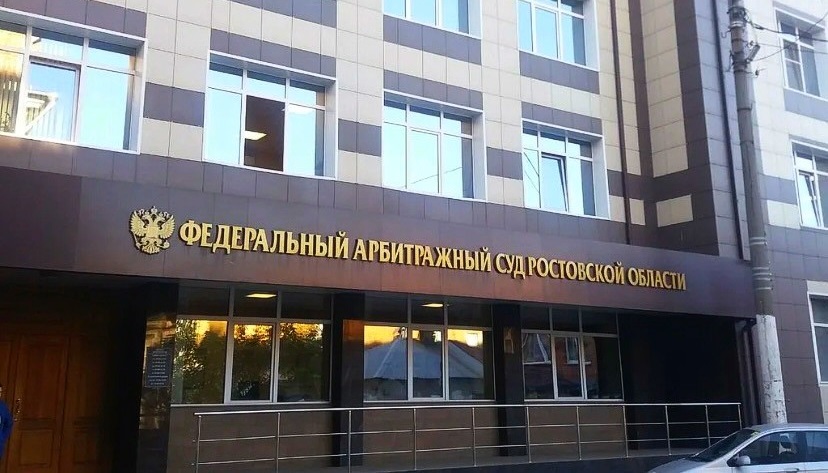 ФЕДЕРАЛЬНЫЙ АРБИТРАЖНЫЙ СУД РОСТОВСКОЙ ОБЛАСТИ